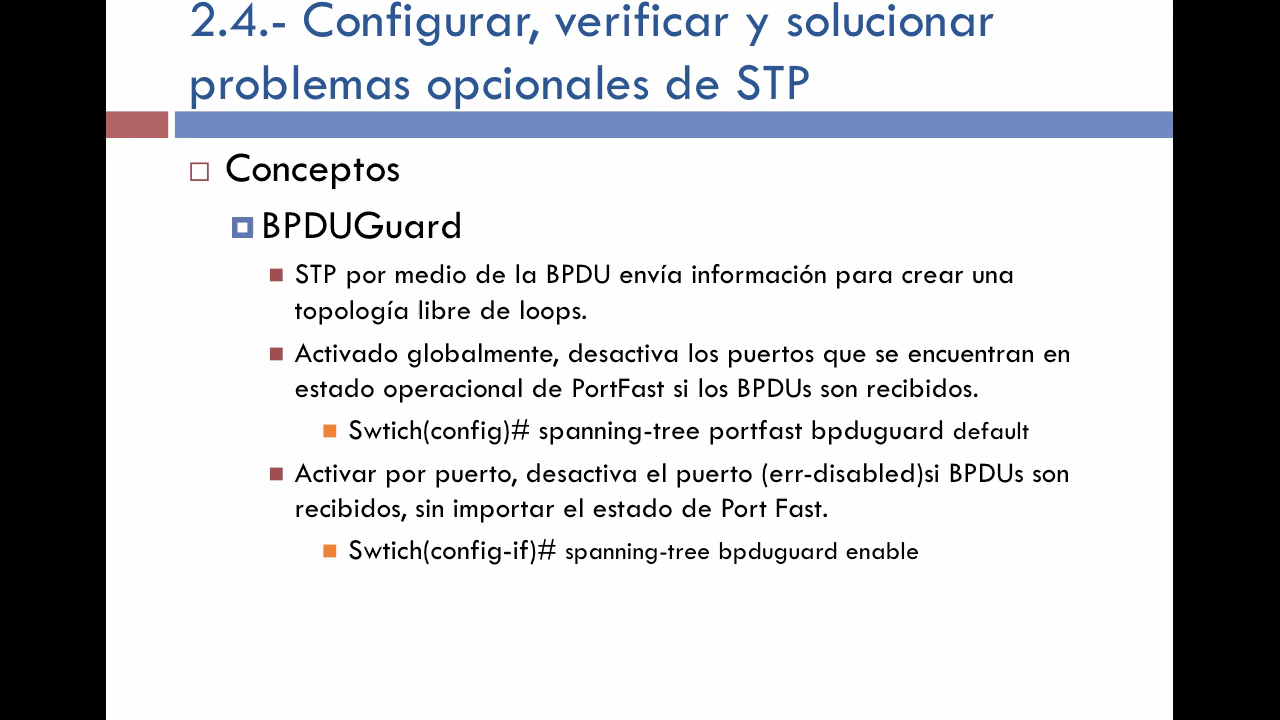 2.4.- Configurar, verificar y solucionar
problemas opcionales de STP
Conceptos
BPDUGuard
STP por medio de la BPDU envía información para crear una
topología libre de loops.
Activado globalmente, desactiva los puertos que se encuentran en
estado operacional de PortFast si los BPDUs son recibidos.
Swtich(config)# spanning-tree portfast bpduguard default
Activar por puerto, desactiva el puerto (err-disabled)si BPDUs son
recibidos, sin importar el estado de Port Fast.
Swtich(config-if)# spanning-tree bpduguard enable